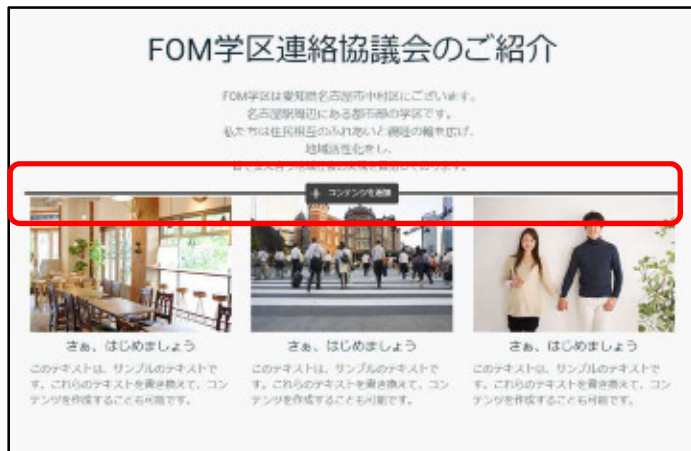 FOM学区連絡協議会のご紹介
FOM学区は愛知県名古屋市中村区にございます。
名古屋駅周辺にある都市部の学区です。
私たちは住民相互のふれあいと親睦の輪を広げ、
地域活性化をし、
コンテンツを追加
さぁ、はじめましょう
このテキストは、サンプルのテキストで
す。これらのテキストを書き換えて、コン
テンツを作成することも可能です。
さぁ、はじめましょう
このテキストは、サンプルのテキストで
す。これらのテキストを書き換えて、コン
テンツを作成することも可能です。
さぁ、はじめましょう
このテキストは、サンプルのテキストで
す。これらのテキストを書き換えて、コン
テンツを作成することも可能です。